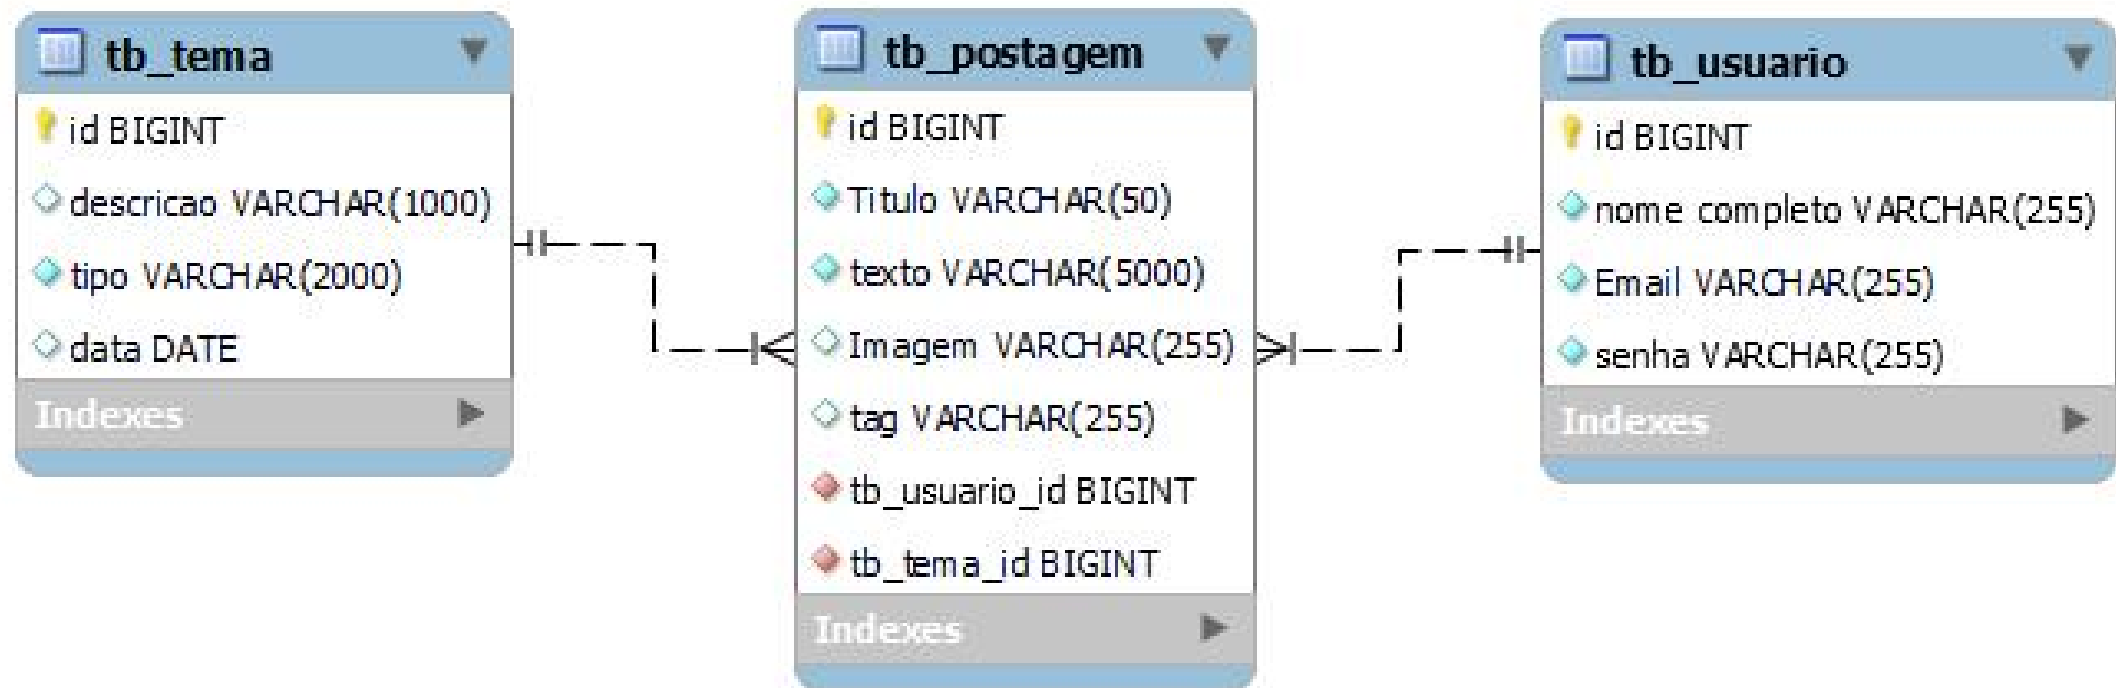 tb_tema
id BIGINT
descricao VARCHAR(1000)
tipo VARCHAR(2000)
data DATE
Indexes
tb_postagem
id BIGINT
Titulo VARCHAR(50)
texto VARCHAR(5000)
Imagem VARCHAR(255)
tag VARCHAR(255)
tb_usuario_id BIGINT
tb_tema_id BIGINT
Indexes
tb_usuario
id BIGINT
nome completo VARCHAR(255)
Email VARCHAR(255)
senha VARCHAR(255)
Indexes